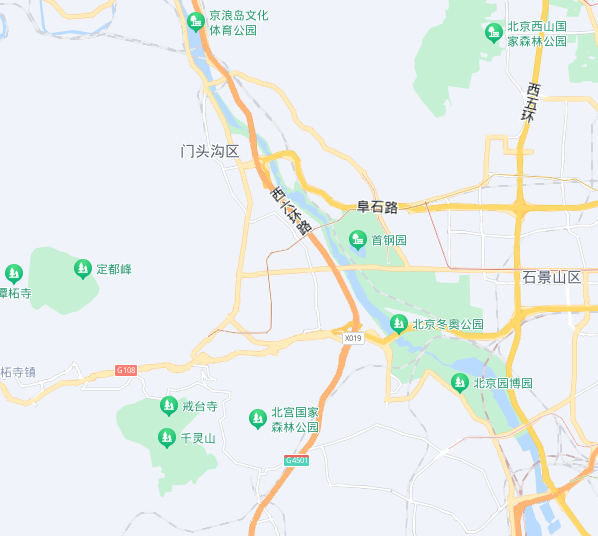 京浪岛文化
体育公园
北京西山国
家森林公园
西五环
门头沟区
西六环路
阜石路
首钢园
定都峰
潭柘寺
石景山区
北京冬奥公园
X019
G108
柘寺镇
北京园博园
戒台寺
北宫国家
森林公园
千灵山
G4501